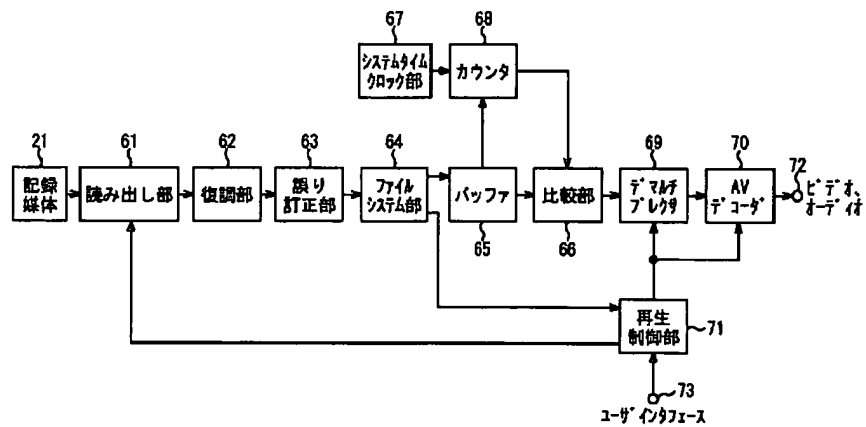 67
68
システムタイム
クロック部
カウンタ
21
61
62
63
64
69
70
72
記録
媒体
読み出し部
復調部
誤り
訂正部
ファイル
システム部
バッファ
比較部
デマルチ
プレクサ
AV
デコーダ
ビデオ、
オーディオ
65
66
再生
制御部
71
73
ユーザインタフェース